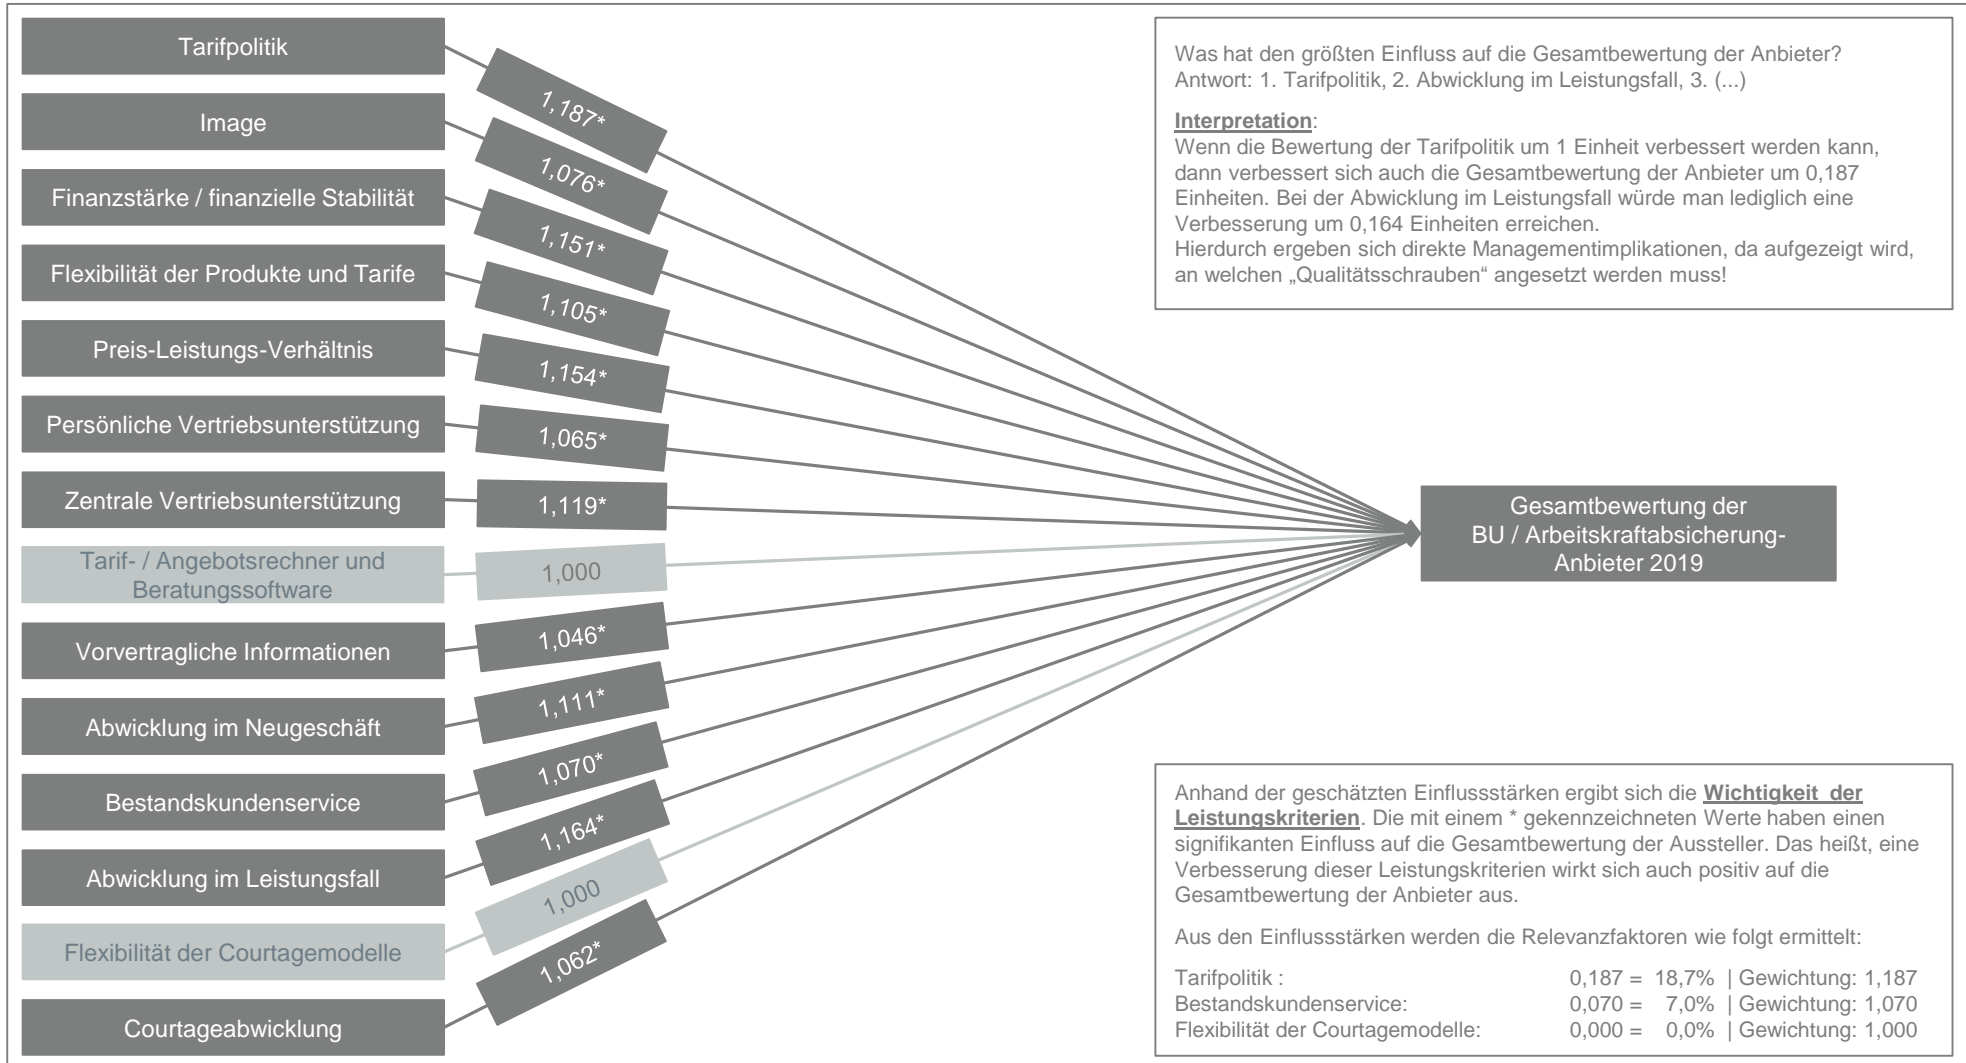 Tarifpolitik
1,187*
Image
1,076*
Finanzstärke / finanzielle Stabilität
1,151*
Flexibilität der Produkte und Tarife
1,105*
Preis-Leistungs-Verhältnis
1,154*
Persönliche Vertriebsunterstützung
1,065*
Zentrale Vertriebsunterstützung
1,119*
Tarif- / Angebotsrechner und
Beratungssoftware
1,000
Vorvertragliche Informationen
1,046*
Abwicklung im Neugeschäft
1,111*
Bestandskundenservice
1,070*
Abwicklung im Leistungsfall
1,164*
Flexibilität der Courtagemodelle
1,000
Courtageabwicklung
1,062*
Was hat den größten Einfluss auf die Gesamtbewertung der Anbieter?
Antwort: 1. Tarifpolitik, 2. Abwicklung im Leistungsfall, 3. (...)
Interpretation:
Wenn die Bewertung der Tarifpolitik um 1 Einheit verbessert werden kann,
dann verbessert sich auch die Gesamtbewertung der Anbieter um 0,187
Einheiten. Bei der Abwicklung im Leistungsfall würde man lediglich eine
Verbesserung um 0,164 Einheiten erreichen.
Hierdurch ergeben sich direkte Managementimplikationen, da aufgezeigt wird,
an welchen „Qualitätsschrauben“ angesetzt werden muss!
Gesamtbewertung der
BU / Arbeitskraftabsicherung-
Anbieter 2019
Anhand der geschätzten Einflussstärken ergibt sich die Wichtigkeit der
Leistungskriterien. Die mit einem * gekennzeichneten Werte haben einen
signifikanten Einfluss auf die Gesamtbewertung der Aussteller. Das heißt, eine
Verbesserung dieser Leistungskriterien wirkt sich auch positiv auf die
Gesamtbewertung der Anbieter aus.
Aus den Einflussstärken werden die Relevanzfaktoren wie folgt ermittelt:
Tarifpolitik : 0,187 = 18,7% | Gewichtung: 1,187
Bestandskundenservice: 0,070 = 7,0% | Gewichtung: 1,070
Flexibilität der Courtagemodelle: 0,000 = 0,0% | Gewichtung: 1,000